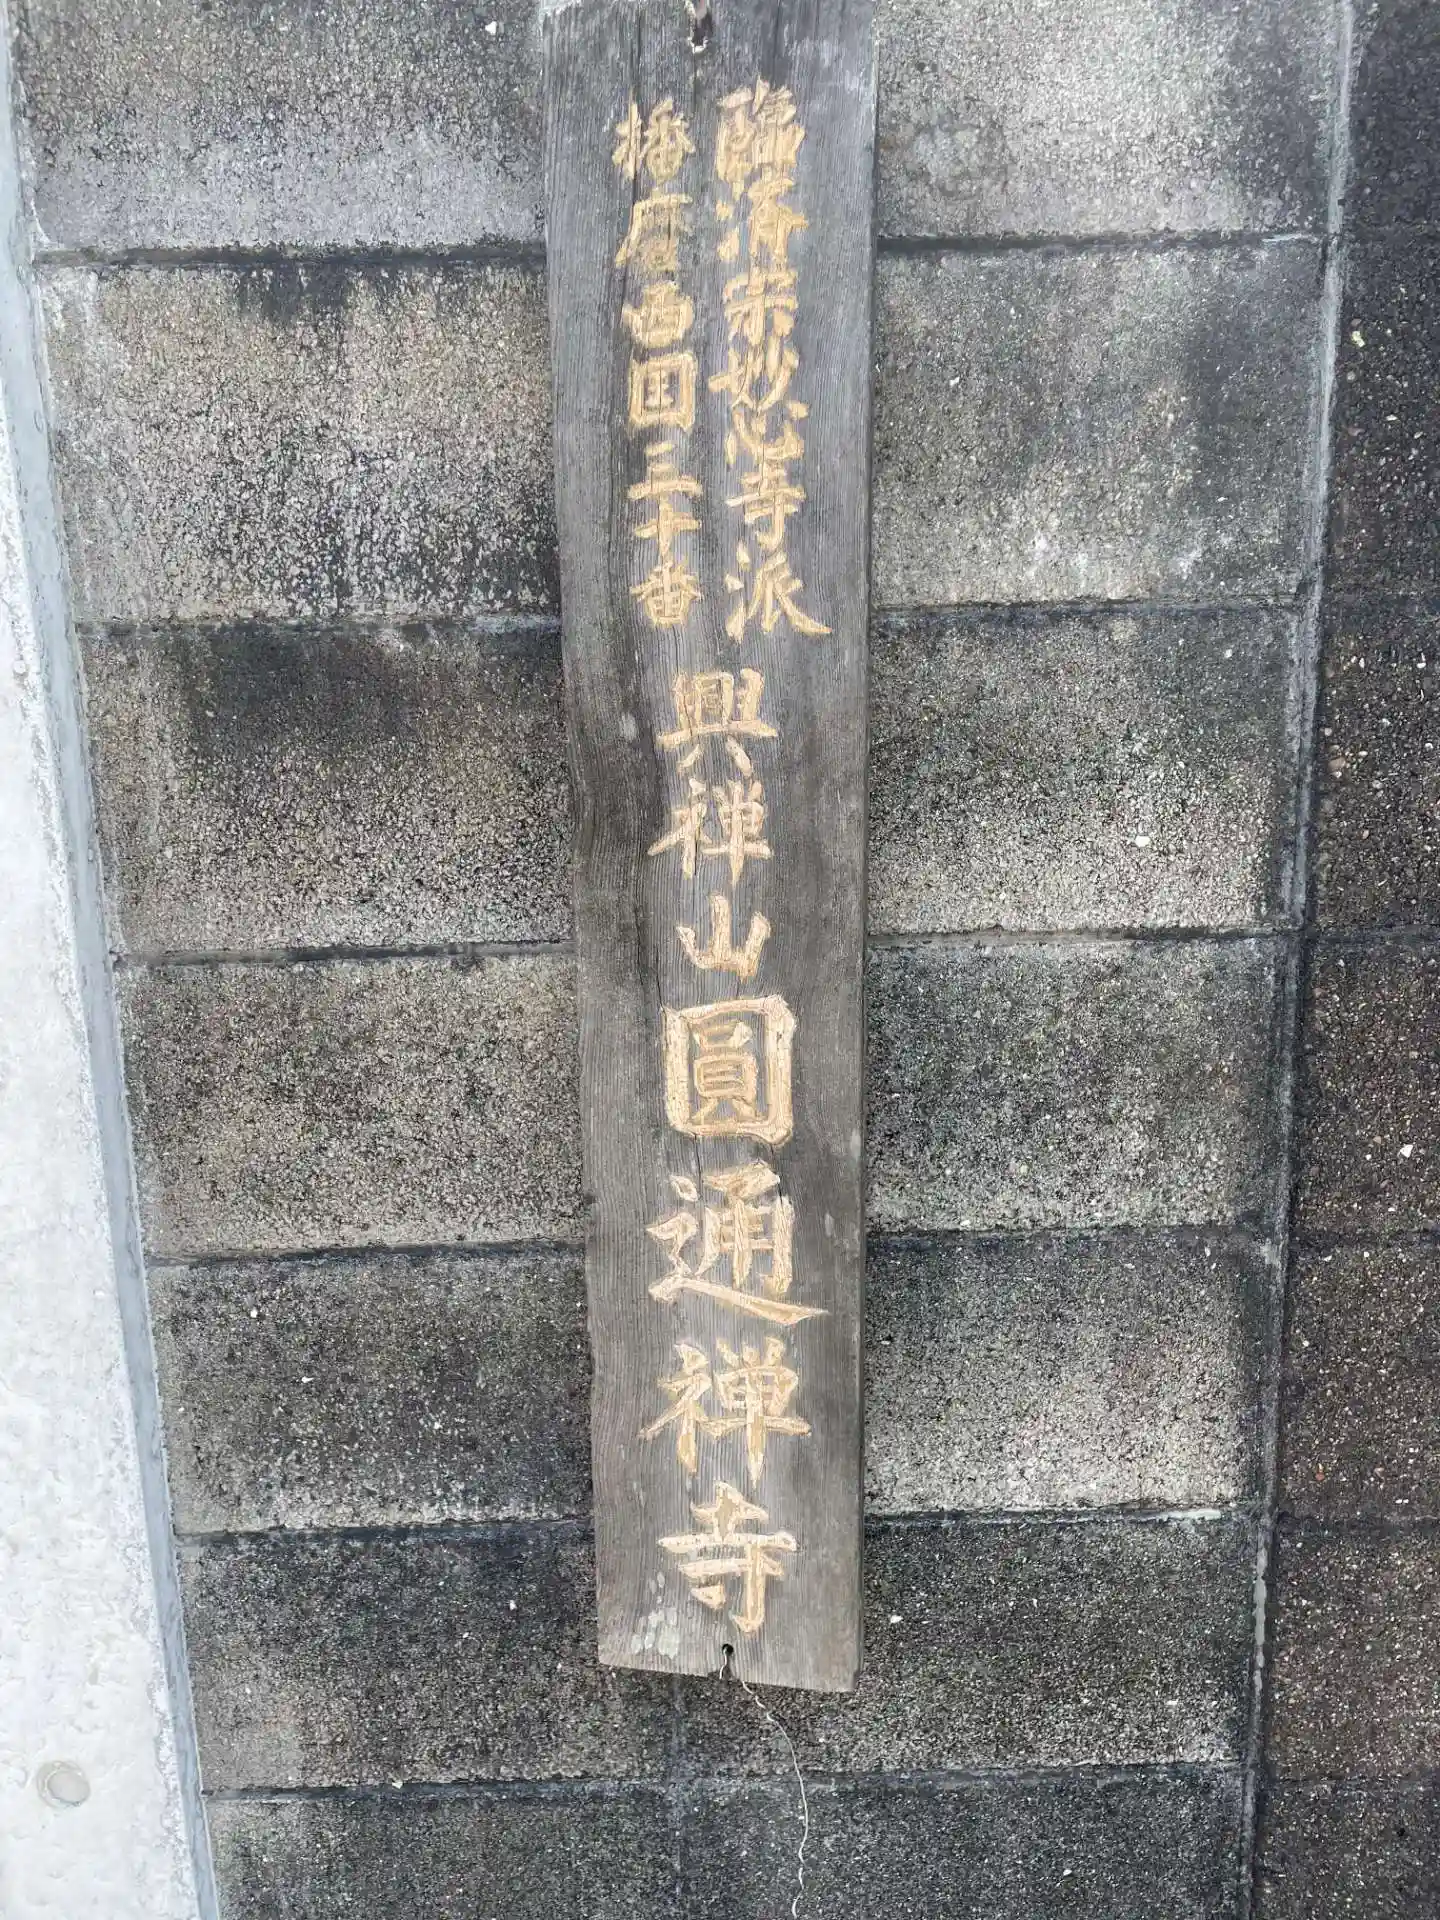 臨済宗妙心寺派
播磨西国三十番
興禅山
圓通禅寺